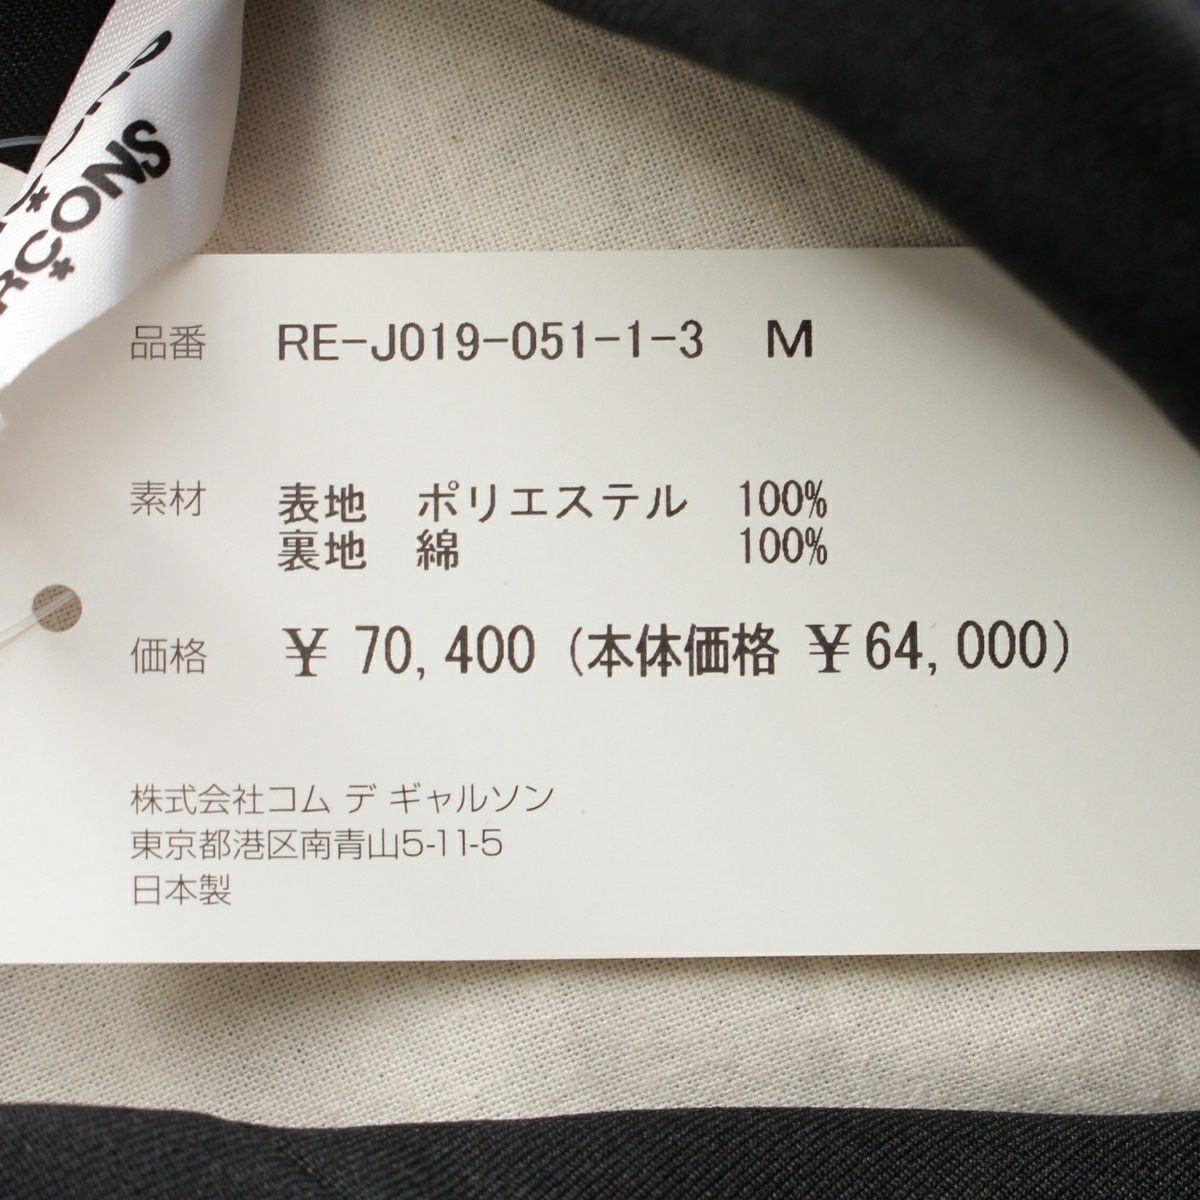 RÇONS
品番 RE-J019-051-1-3 M
素材 表地 ポリエステル 100%
裏地 綿 100%
価格 ¥ 70,400 (本体価格 ¥64,000)
株式会社コム デ ギャルソン
東京都港区南青山5-11-5
日本製